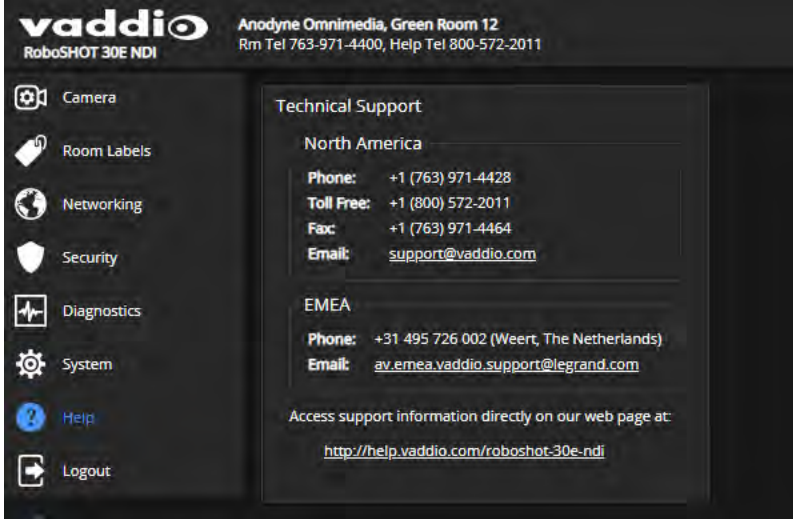 vaddio
RoboSHOT 30E NDI
Anodyne Omnimedia, Green Room 12
Rm Tel 763-971-4400, Help Tel 800-572-2011
Camera
Room Labels
Networking
Security
Diagnostics
System
Help
Logout
Technical Support
North America
Phone: +1 (763) 971-4428
Toll Free: +1 (800) 572-2011
Fax: +1 (763) 971-4464
Email: support@vaddio.com
EMEA
Phone: +31 495 726 002 (Weert, The Netherlands)
Email: av.emea.vaddio.support@legrand.com
Access support information directly on our web page at:
http://help.vaddio.com/roboshot-30e-ndi